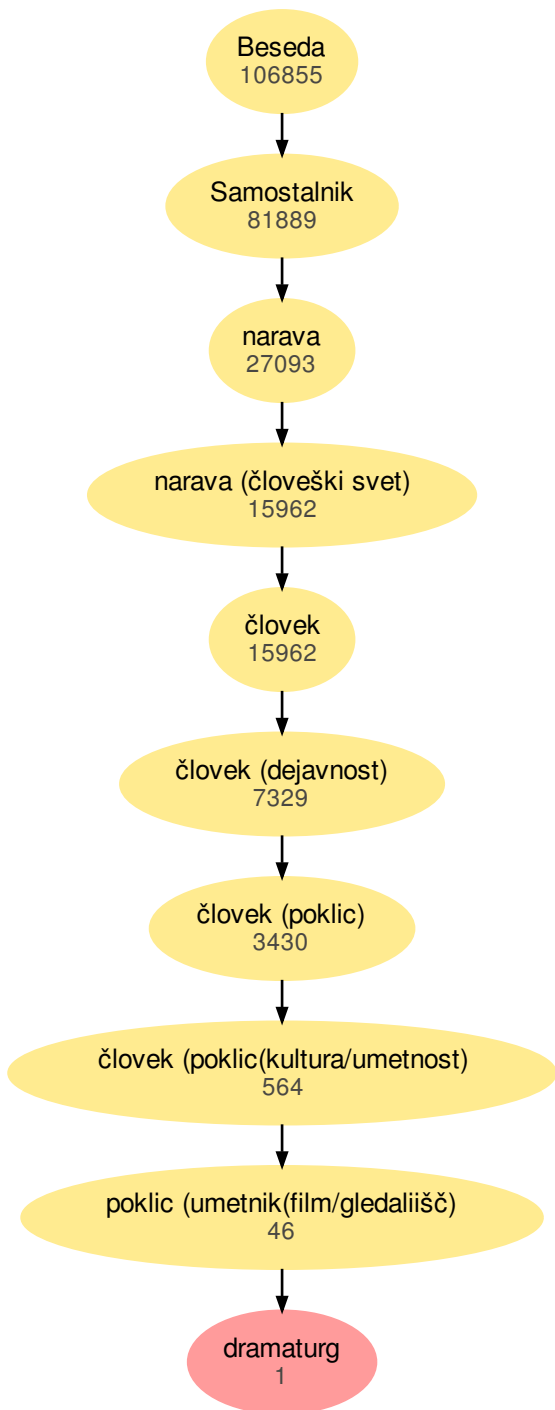 Beseda
106855
Samostalnik
81889
narava
27093
narava (človeški svet)
15962
človek
15962
človek (dejavnost)
7329
človek (poklic)
3430
človek (poklic(kultura/umetnost)
564
poklic (umetnik(film/gledaliišč)
46
dramaturg
1